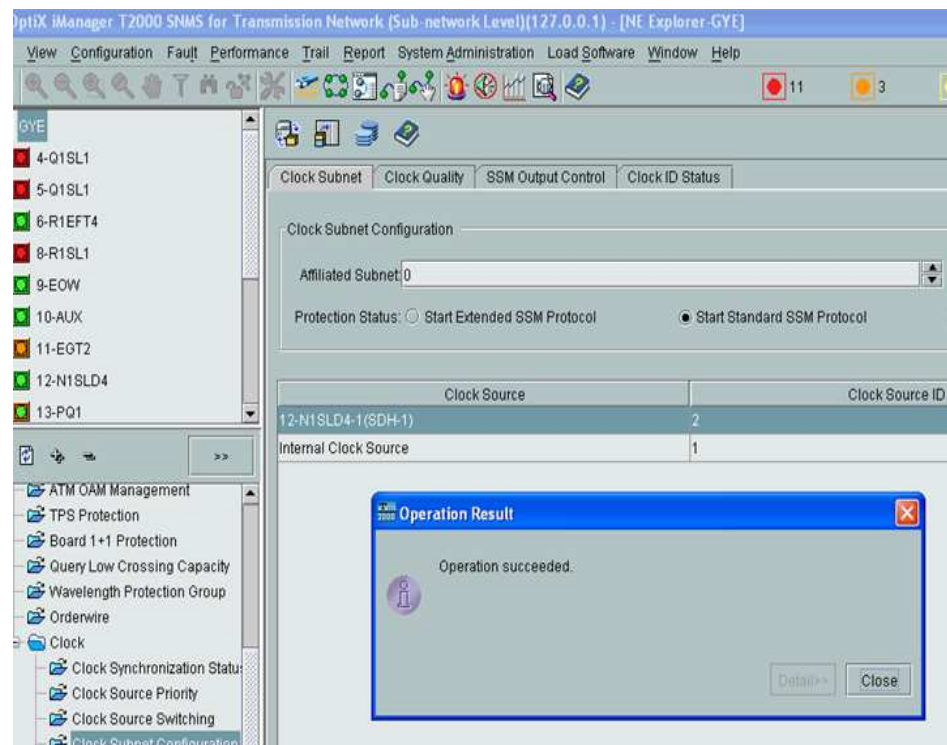 OptiX iManager T2000 SNMS for Transmission Network (Sub-network Level)(127.0.0.1) - [NE Explorer-GYE]
View Configuration Fault Performance Trail Report System Administration Load Software Window Help
11 3
GYE
4-Q1SL1
5-Q1SL1
6-R1EFT4
8-R1SL1
9-EOW
10-AUX
11-EGT2
12-N1SLD4
13-PQ1
>>
ATM OAM Management
TPS Protection
Board 1+1 Protection
Query Low Crossing Capacity
Wavelength Protection Group
Orderwire
Clock
Clock Synchronization Statu
Clock Source Priority
Clock Source Switching
Clock Subnet Configuration
Clock Subnet Clock Quality SSM Output Control Clock ID Status
Clock Subnet Configuration
Affiliated Subnet: 0
Protection Status: Start Extended SSM Protocol Start Standard SSM Protocol
Clock Source Clock Source ID
12-N1SLD4-1(SDH-1) 2
Internal Clock Source 1
Operation Result
Operation succeeded.
Detail>> Close